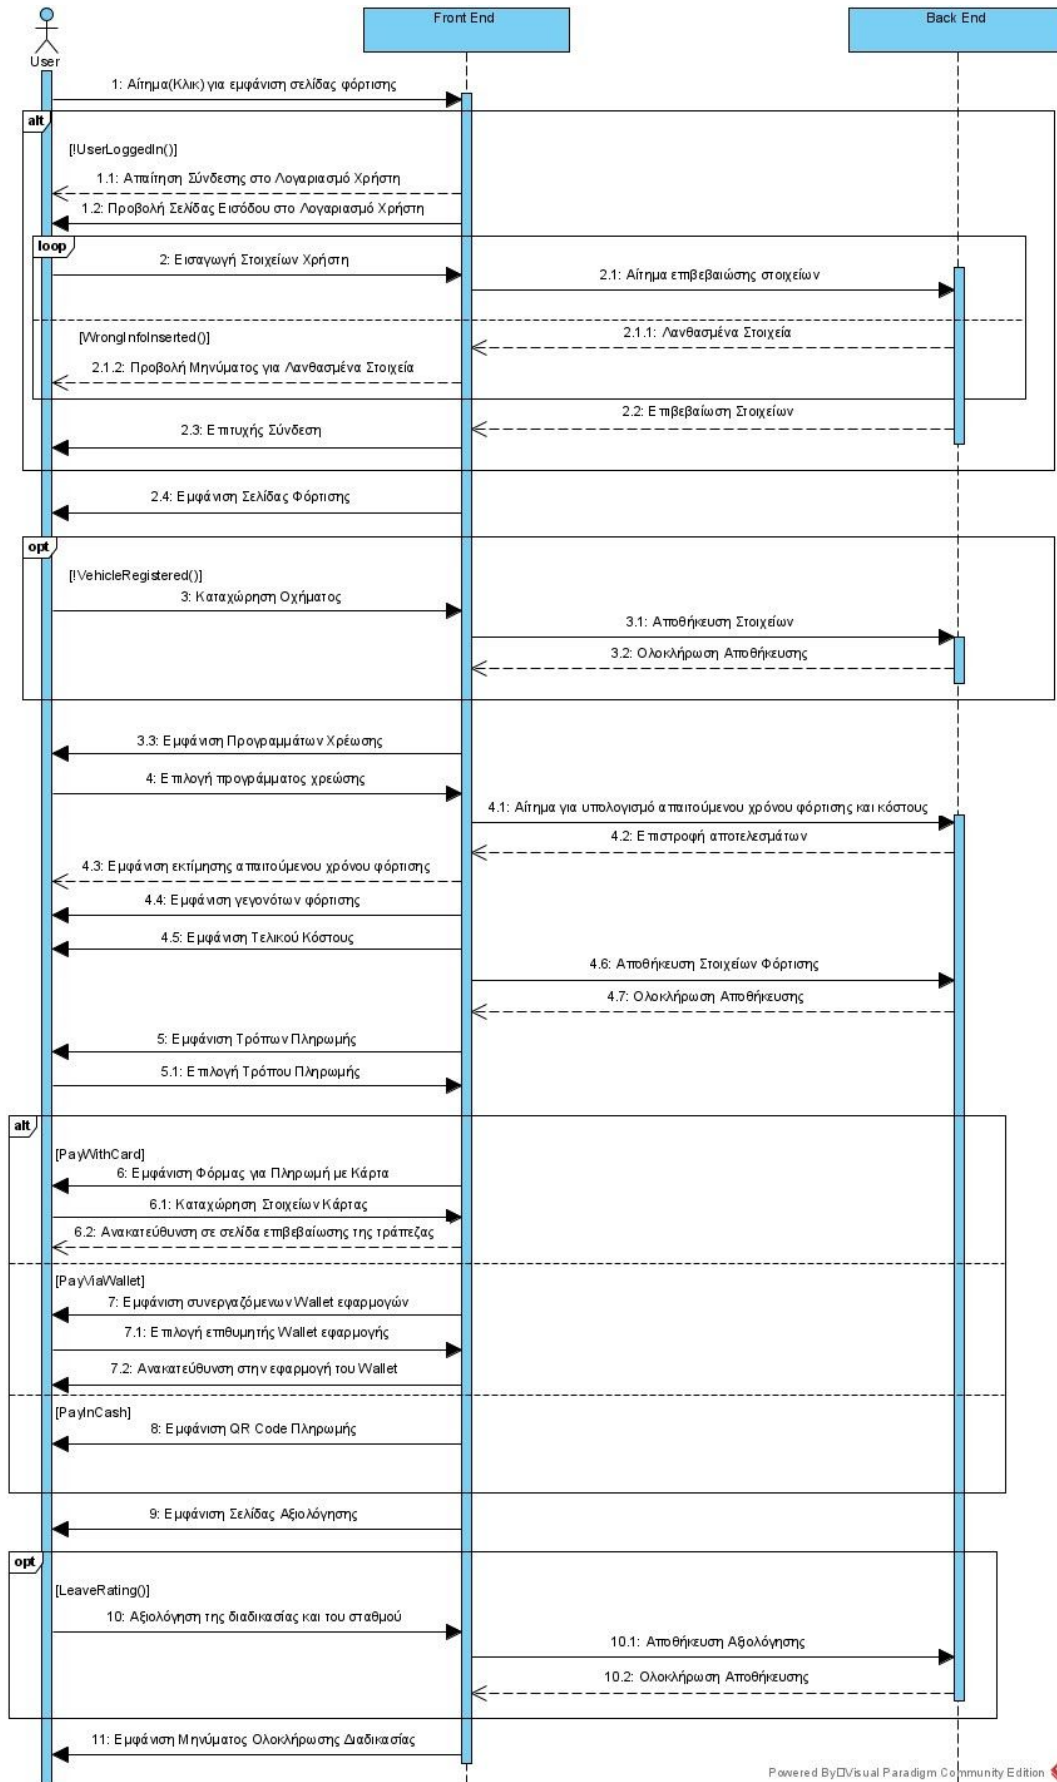 Front End
Back End
User
1: Αίτημα(Κλικ) για εμφάνιση σελίδας φόρτισης
alt
[!UserLoggedIn()]
1.1: Απαίτηση Σύνδεσης στο Λογαριασμό Χρήστη
1.2: Προβολή Σελίδας Εισόδου στο Λογαριασμό Χρήστη
loop
2: Εισαγωγή Στοιχείων Χρήστη
2.1: Αίτημα επιβεβαιώσης στοιχείων
[WrongInfoInserted()]
2.1.1: Λανθασμένα Στοιχεία
2.1.2: Προβολή Μηνύματος για Λανθασμένα Στοιχεία
2.2: Επιβεβαίωση Στοιχείων
2.3: Επιτυχής Σύνδεση
2.4: Εμφάνιση Σελίδας Φόρτισης
opt
[!VehicleRegistered()]
3: Καταχώρηση Οχήματος
3.1: Αποθήκευση Στοιχείων
3.2: Ολοκλήρωση Αποθήκευσης
3.3: Εμφάνιση Προγραμμάτων Χρέωσης
4: Επιλογή προγράμματος χρεώσης
4.1: Αίτημα για υπολογισμό απαιτούμενου χρόνου φόρτισης και κόστους
4.2: Επιστροφή αποτελεσμάτων
4.3: Εμφάνιση εκτίμησης απαιτούμενου χρόνου φόρτισης
4.4: Εμφάνιση γεγονότων φόρτισης
4.5: Εμφάνιση Τελικού Κόστους
4.6: Αποθήκευση Στοιχείων Φόρτισης
4.7: Ολοκλήρωση Αποθήκευσης
5: Εμφάνιση Τρόπων Πληρωμής
5.1: Επιλογή Τρόπου Πληρωμής
alt
[PayWithCard]
6: Εμφάνιση Φόρμας για Πληρωμή με Κάρτα
6.1: Καταχώρηση Στοιχείων Κάρτας
6.2: Ανακατεύθυνση σε σελίδα επιβεβαίωσης της τράπεζας
[PayViaWallet]
7: Εμφάνιση συνεργαζόμενων Wallet εφαρμογών
7.1: Επιλογή επιθυμητής Wallet εφαρμογής
7.2: Ανακατεύθυνση στην εφαρμογή του Wallet
[PayInCash]
8: Εμφάνιση QR Code Πληρωμής
9: Εμφάνιση Σελίδας Αξιολόγησης
opt
[LeaveRating()]
10: Αξιολόγηση της διαδικασίας και του σταθμού
10.1: Αποθήκευση Αξιολόγησης
10.2: Ολοκλήρωση Αποθήκευσης
11: Εμφάνιση Μηνύματος Ολοκλήρωσης Διαδικασίας
Powered By Visual Paradigm Community Edition